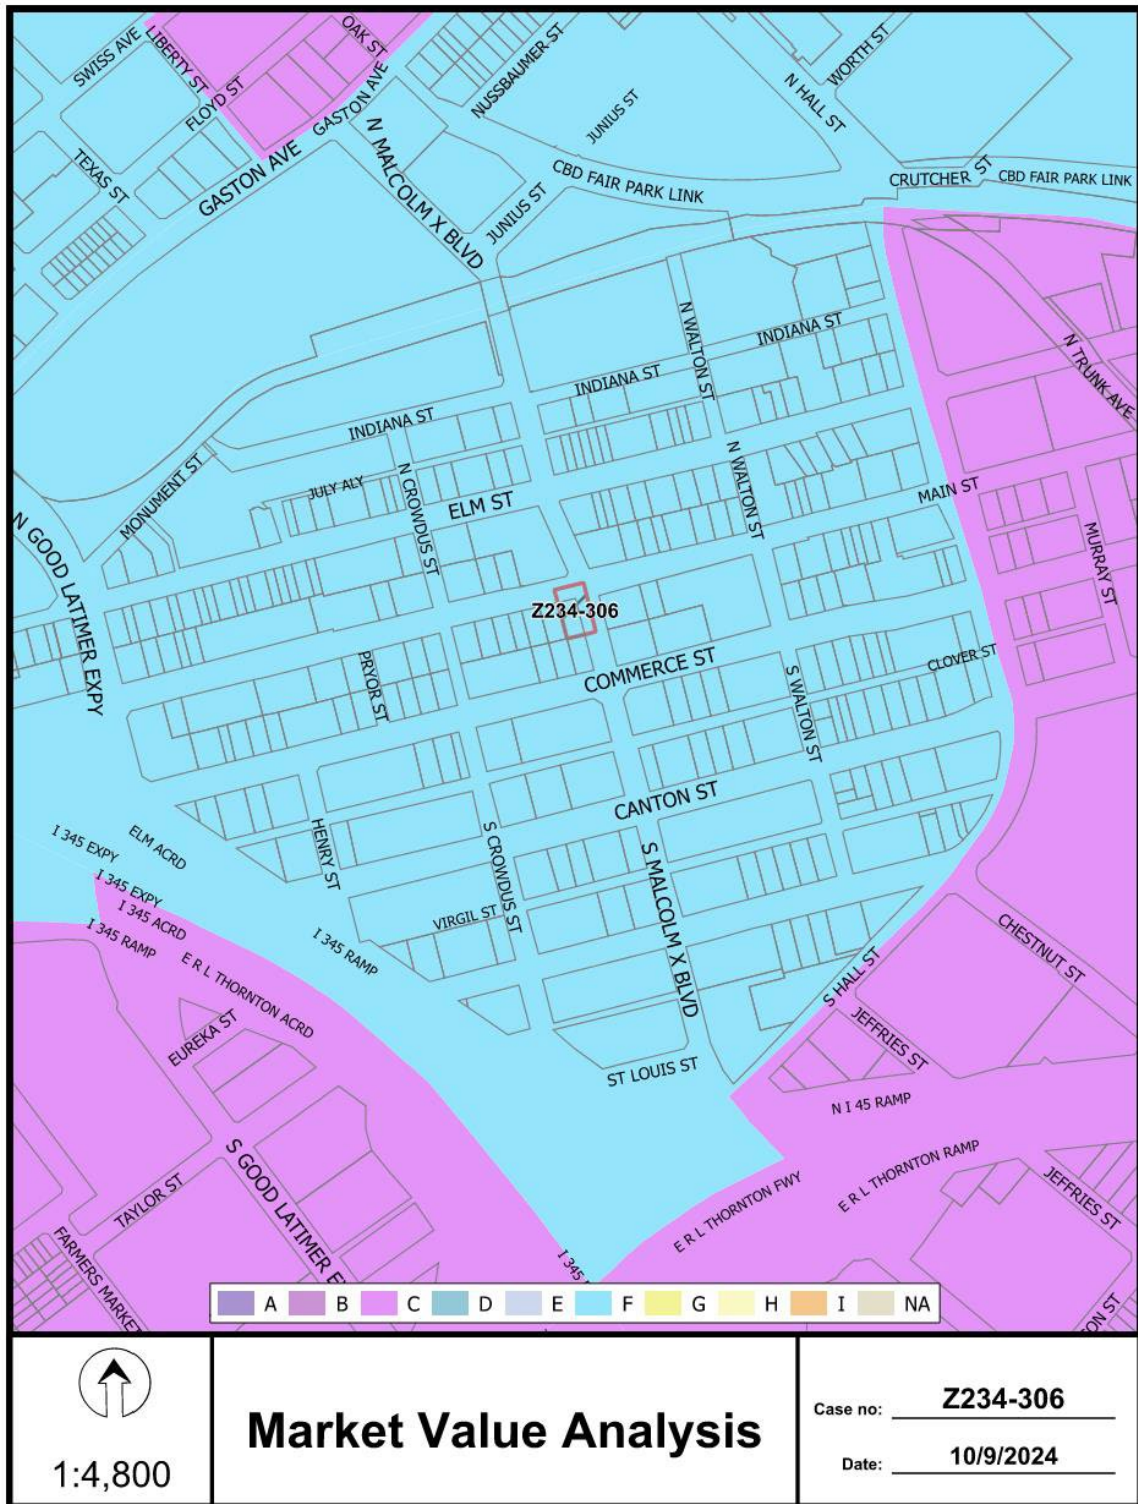 SWISS AVE
LIBERTY ST
OAK ST
FLOYD ST
GASTON AVE
NUSSBAUMER ST
WORTH ST
N HALL ST
JUNIUS ST
TEXAS ST
GASTON AVE
N MALCOLM X BLVD
CBD FAIR PARK LINK
CRUTCHER ST
CBD FAIR PARK LINK
JUNIUS ST
N WALTON ST
INDIANA ST
N TRUNK AVE
INDIANA ST
INDIANA ST
MONUMENT ST
JULY ALY
N CROWDUS ST
ELM ST
N WALTON ST
MAIN ST
N GOOD LATIMER EXPY
MURRAY ST
Z234-306
PRYOR ST
COMMERCE ST
S WALTON ST
CLOVER ST
CANTON ST
I 345 EXPY
ELM ACRD
HENRY ST
S CROWDUS ST
S MALCOLM X BLVD
I 345 EXPY
I 345 ACRD
I 345 RAMP
VIRGIL ST
I 345 RAMP
E R L THORNTON ACRD
S HALL ST
CHESTNUT ST
EUREKA ST
JEFFRIES ST
ST LOUIS ST
N I 45 RAMP
S GOOD LATIMER E
TAYLOR ST
E R L THORNTON FWY
E R L THORNTON RAMP
JEFFRIES ST
FARMERS MARKET
I 345
ON ST
A B C D E F G H I NA
1:4,800
Market Value Analysis
Case no: Z234-306
Date: 10/9/2024